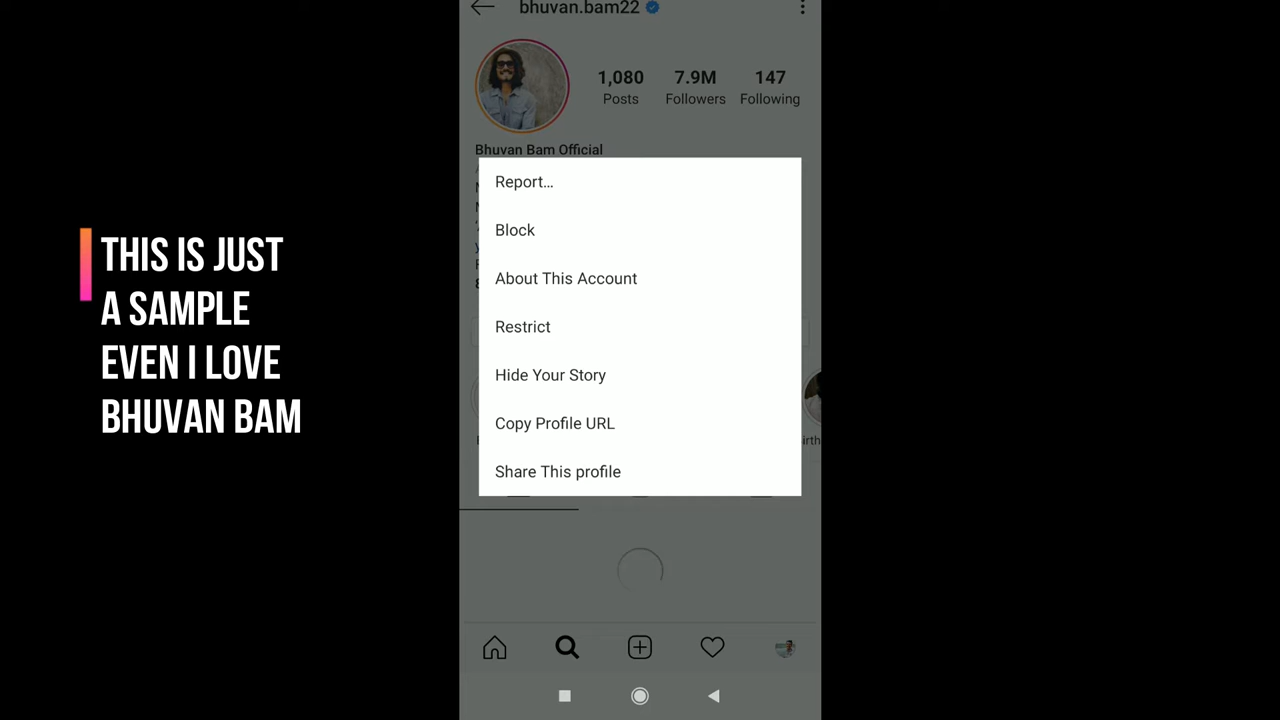 bhuvan.bam22
1,080 7.9M 147
Posts Followers Following
Bhuvan Bam Official
Report...
Block
About This Account
Restrict
Hide Your Story
Copy Profile URL
Share This profile
THIS IS JUST
A SAMPLE
EVEN I LOVE
BHUVAN BAM